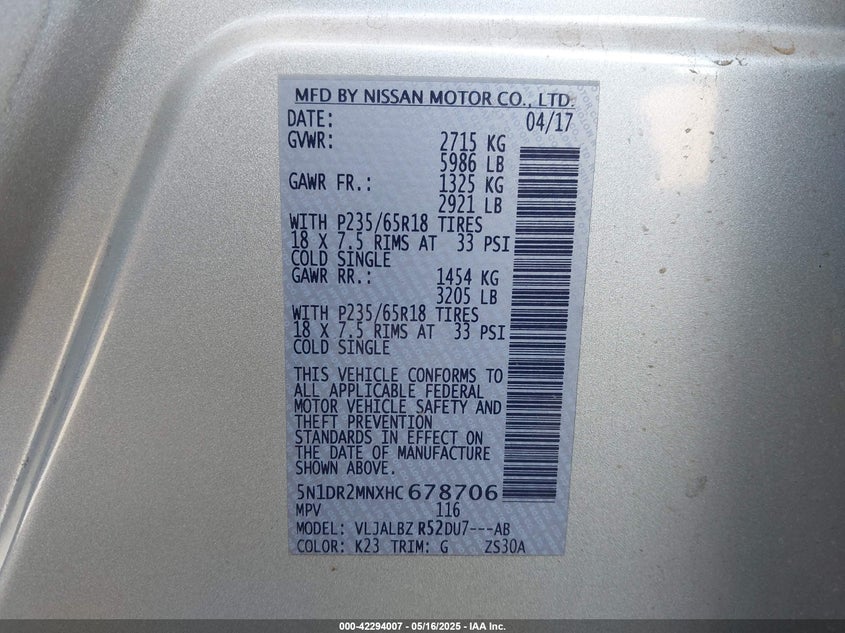 MFD BY NISSAN MOTOR CO., LTD.
DATE: 04/17
GVWR: 2715 KG
5986 LB
GAWR FR.: 1325 KG
2921 LB
WITH P235/65R18 TIRES
18 X 7.5 RIMS AT 33 PSI
COLD SINGLE
GAWR RR.: 1454 KG
3205 LB
WITH P235/65R18 TIRES
18 X 7.5 RIMS AT 33 PSI
COLD SINGLE
THIS VEHICLE CONFORMS TO
ALL APPLICABLE FEDERAL
MOTOR VEHICLE SAFETY AND
THEFT PREVENTION
STANDARDS IN EFFECT ON
THE DATE OF MANUFACTURE
SHOWN ABOVE.
5N1DR2MNXHC678706
MPV 116
MODEL: VLJALBZ R52DU7---AB
COLOR: K23 TRIM: G ZS30A
000-42294007 - 05/16/2025 - IAA Inc.